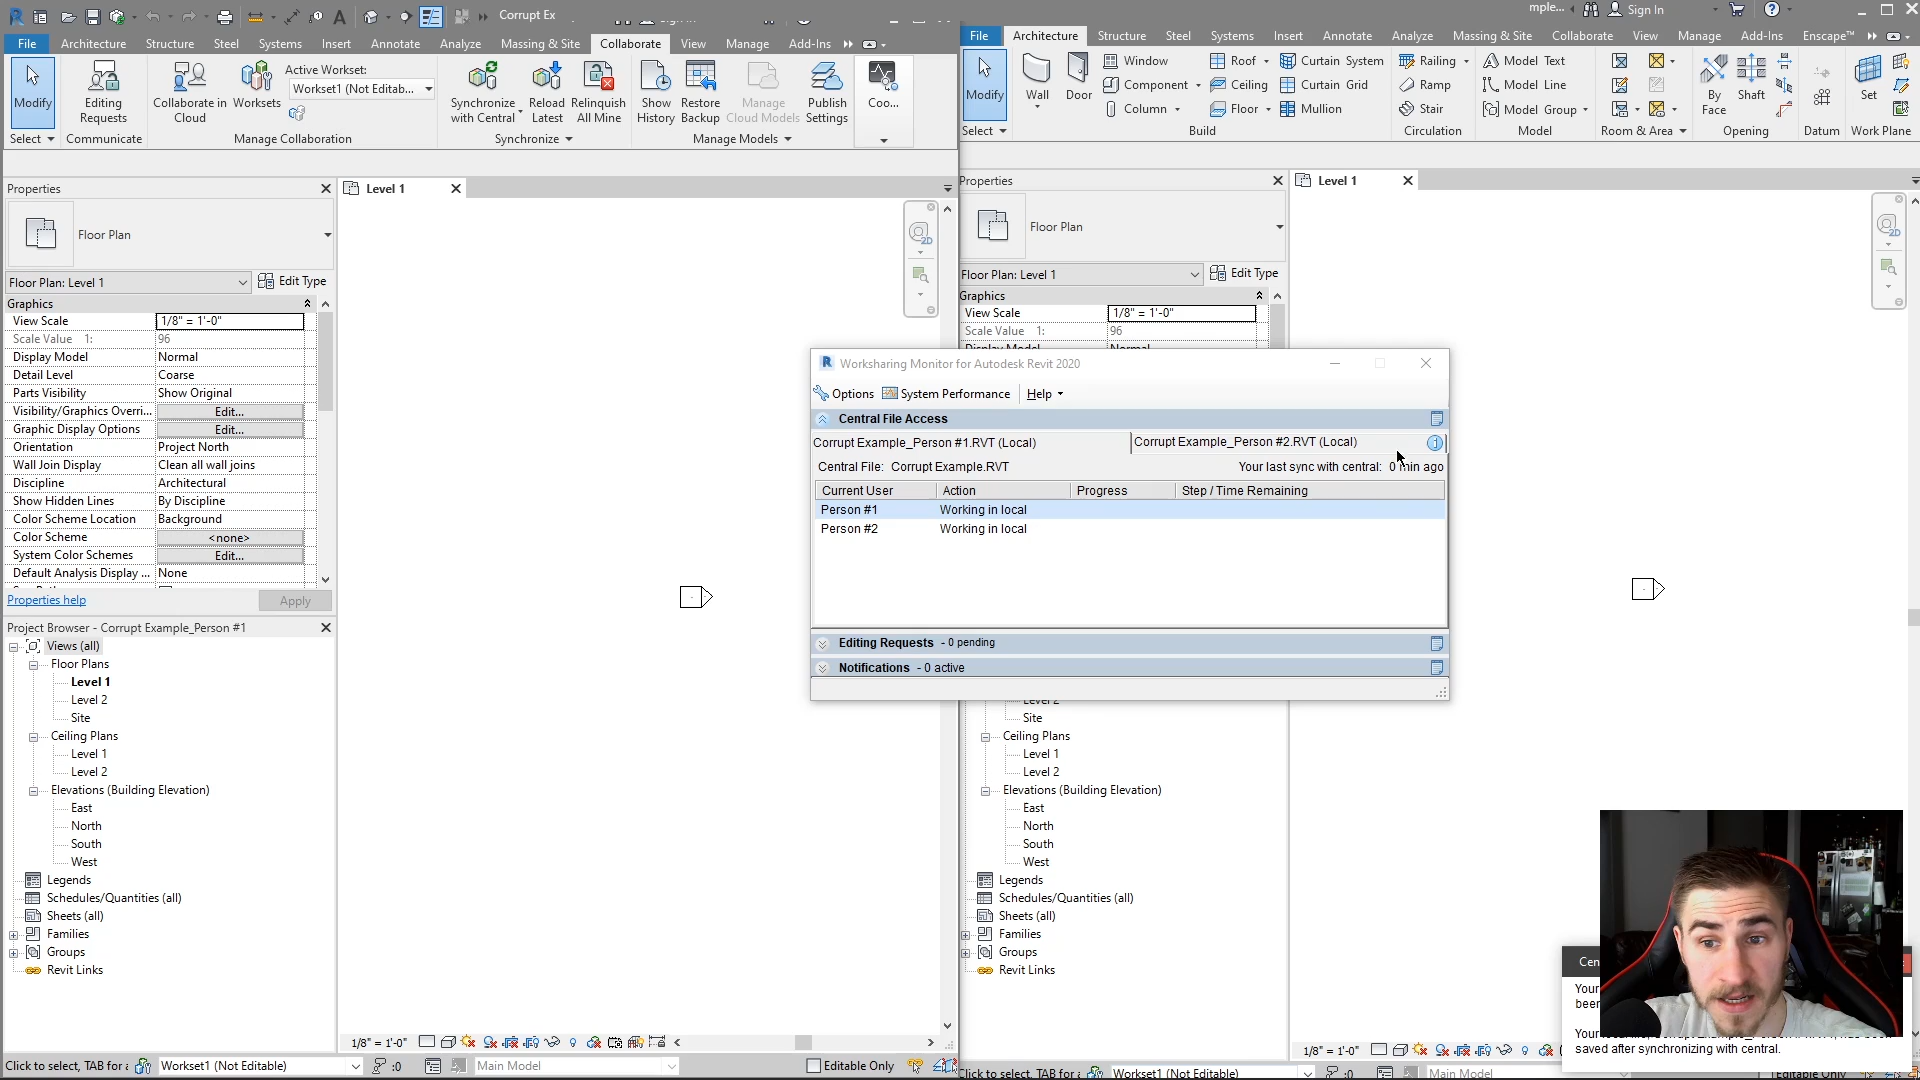 Corrupt Ex
File Architecture Structure Steel Systems Insert Annotate Analyze Massing & Site Collaborate View Manage Add-Ins
Modify
Editing Requests
Collaborate in Cloud
Worksets
Active Workset:
Workset1 (Not Editab...
Synchronize with Central
Reload Latest
Relinquish All Mine
Show History
Restore Backup
Manage Cloud Models
Publish Settings
Coo...
Select Communicate Manage Collaboration Synchronize Manage Models
Properties
Level 1
Floor Plan
Floor Plan: Level 1
Edit Type
Graphics
View Scale 1/8" = 1'-0"
Scale Value 1: 96
Display Model Normal
Detail Level Coarse
Parts Visibility Show Original
Visibility/Graphics Overri... Edit...
Graphic Display Options Edit...
Orientation Project North
Wall Join Display Clean all wall joins
Discipline Architectural
Show Hidden Lines By Discipline
Color Scheme Location Background
Color Scheme <none>
System Color Schemes Edit...
Default Analysis Display ... None
Properties help Apply
Project Browser - Corrupt Example_Person #1
Views (all)
Floor Plans
Level 1
Level 2
Site
Ceiling Plans
Level 1
Level 2
Elevations (Building Elevation)
East
North
South
West
Legends
Schedules/Quantities (all)
Sheets (all)
Families
Groups
Revit Links
1/8" = 1'-0"
Click to select, TAB for a
Workset1 (Not Editable)
:0
Main Model
Editable Only
mple...
Sign In
File Architecture Structure Steel Systems Insert Annotate Analyze Massing & Site Collaborate View Manage Add-Ins Enscape™
Modify
Wall
Door
Window
Component
Column
Roof
Ceiling
Floor
Curtain System
Curtain Grid
Mullion
Railing
Ramp
Stair
Model Text
Model Line
Model Group
By Face
Shaft
Set
Select Build Circulation Model Room & Area Opening Datum Work Plane
Properties
Level 1
Floor Plan
Floor Plan: Level 1
Edit Type
Graphics
View Scale 1/8" = 1'-0"
Scale Value 1: 96
Display Model Normal
Worksharing Monitor for Autodesk Revit 2020
Options System Performance Help
Central File Access
Corrupt Example_Person #1.RVT (Local)
Corrupt Example_Person #2.RVT (Local)
Central File: Corrupt Example.RVT
Your last sync with central: 0 min ago
Current User Action Progress Step / Time Remaining
Person #1 Working in local
Person #2 Working in local
Editing Requests - 0 pending
Notifications - 0 active
Level 2
Site
Ceiling Plans
Level 1
Level 2
Elevations (Building Elevation)
East
North
South
West
Legends
Schedules/Quantities (all)
Sheets (all)
Families
Groups
Revit Links
1/8" = 1'-0"
Click to select, TAB for a
Workset1 (Not Editable)
:0
Main Model
Editable Only
Cen
Your
been
saved after synchronizing with central.